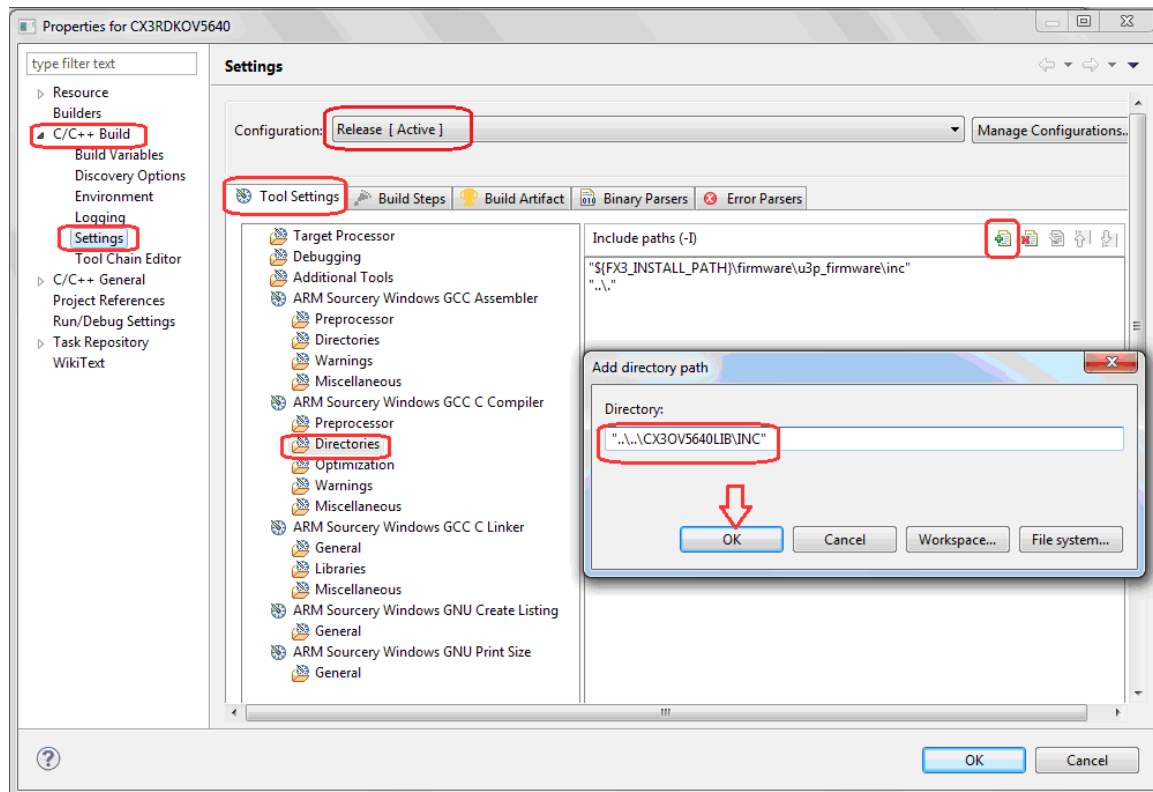 Properties for CX3RDKOV5640
type filter text
Resource
Builders
C/C++ Build
Build Variables
Discovery Options
Environment
Logging
Settings
Tool Chain Editor
C/C++ General
Project References
Run/Debug Settings
Task Repository
WikiText
Settings
Configuration: Release [ Active ]
Manage Configurations..
Tool Settings Build Steps Build Artifact Binary Parsers Error Parsers
Target Processor
Debugging
Additional Tools
ARM Sourcery Windows GCC Assembler
Preprocessor
Directories
Warnings
Miscellaneous
ARM Sourcery Windows GCC C Compiler
Preprocessor
Directories
Optimization
Warnings
Miscellaneous
ARM Sourcery Windows GCC C Linker
General
Libraries
Miscellaneous
ARM Sourcery Windows GNU Create Listing
General
ARM Sourcery Windows GNU Print Size
General
Include paths (-I)
"${FX3_INSTALL_PATH}\firmware\u3p_firmware\inc"
"..\."
Add directory path
Directory:
"..\..\CX3OV5640LIB\INC"
OK Cancel Workspace... File system...
OK Cancel